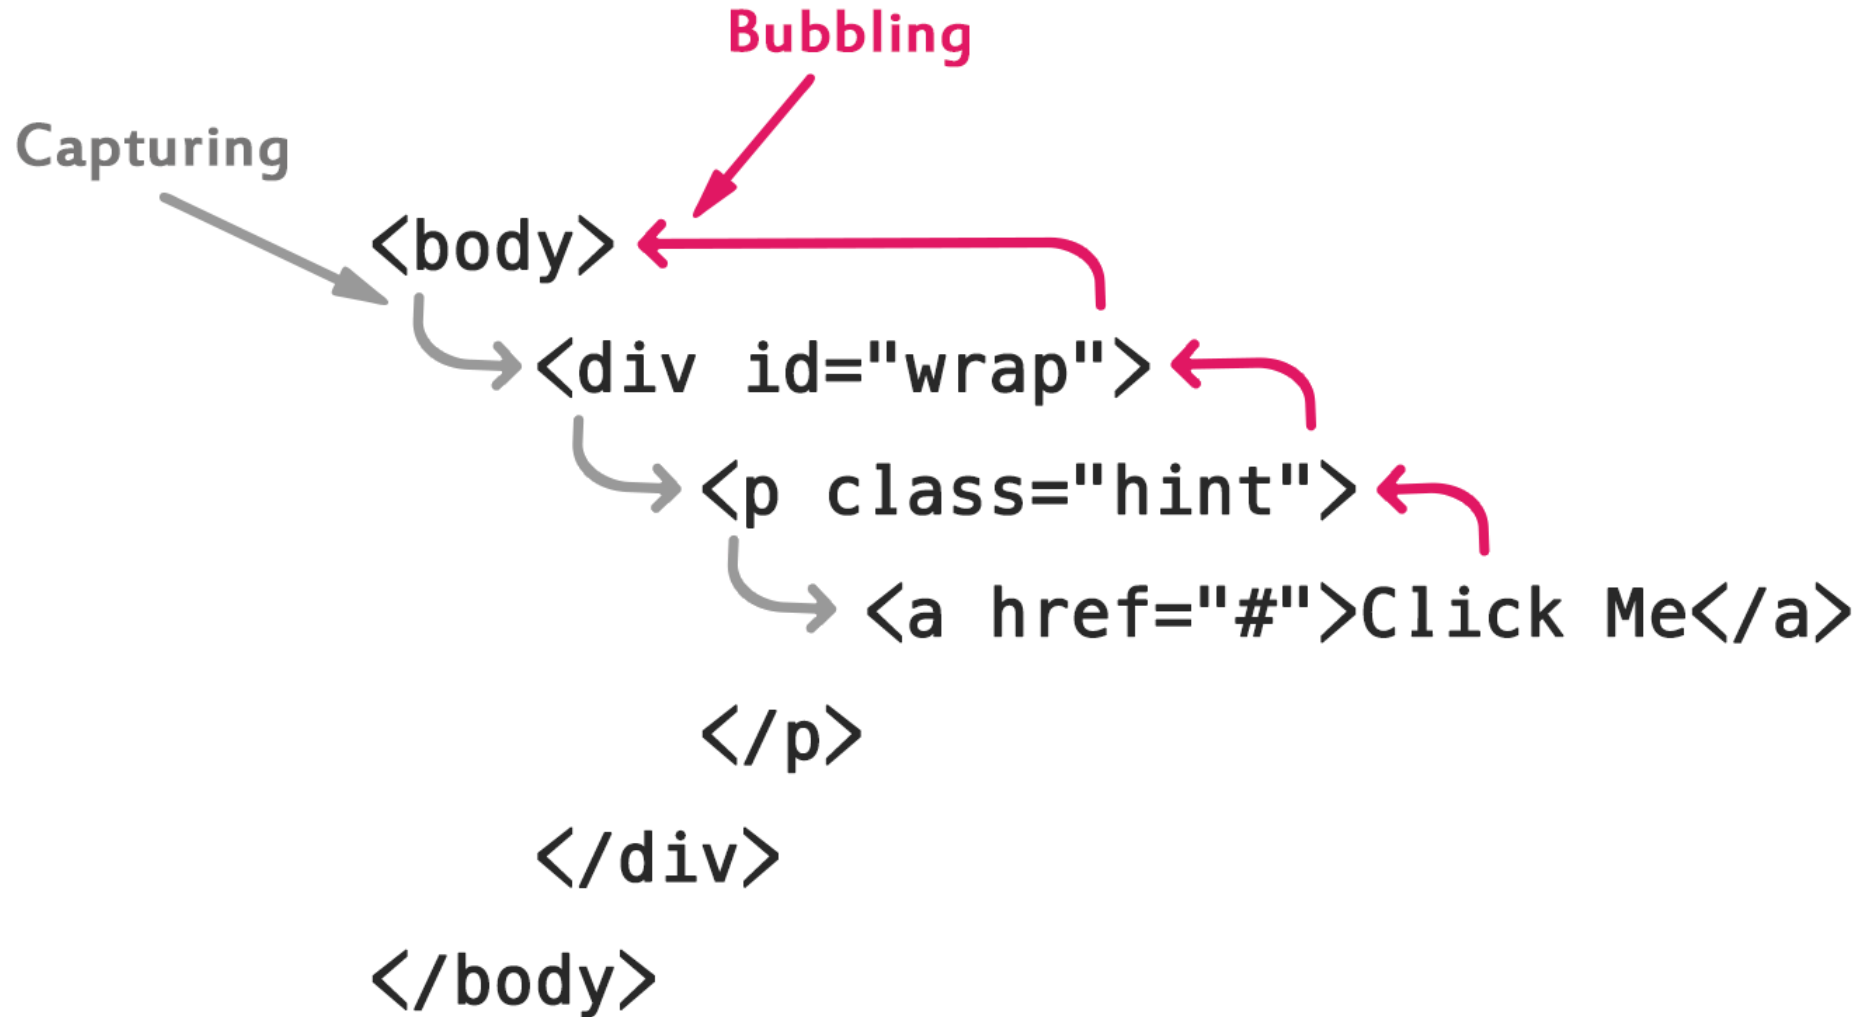 Bubbling
Capturing
<body>
<div id="wrap">
<p class="hint">
<a href="#">Click Me</a>
</p>
</div>
</body>